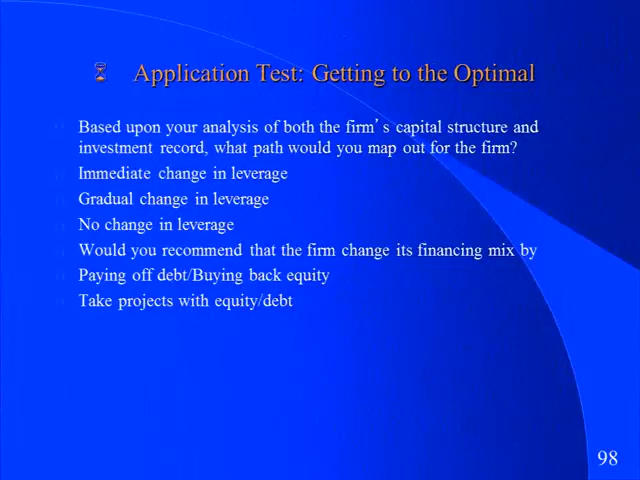 Application Test: Getting to the Optimal
Based upon your analysis of both the firm’s capital structure and
investment record, what path would you map out for the firm?
Immediate change in leverage
Gradual change in leverage
No change in leverage
Would you recommend that the firm change its financing mix by
Paying off debt/Buying back equity
Take projects with equity/debt
98